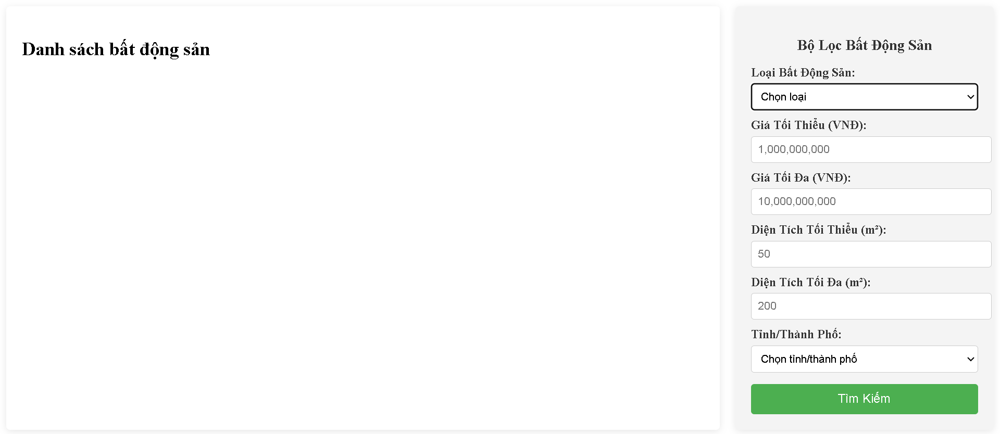 Danh sách bất động sản
Bộ Lọc Bất Động Sản
Loại Bất Động Sản:
Chọn loại
Giá Tối Thiểu (VNĐ):
1,000,000,000
Giá Tối Đa (VNĐ):
10,000,000,000
Diện Tích Tối Thiểu (m²):
50
Diện Tích Tối Đa (m²):
200
Tỉnh/Thành Phố:
Chọn tỉnh/thành phố
Tìm Kiếm